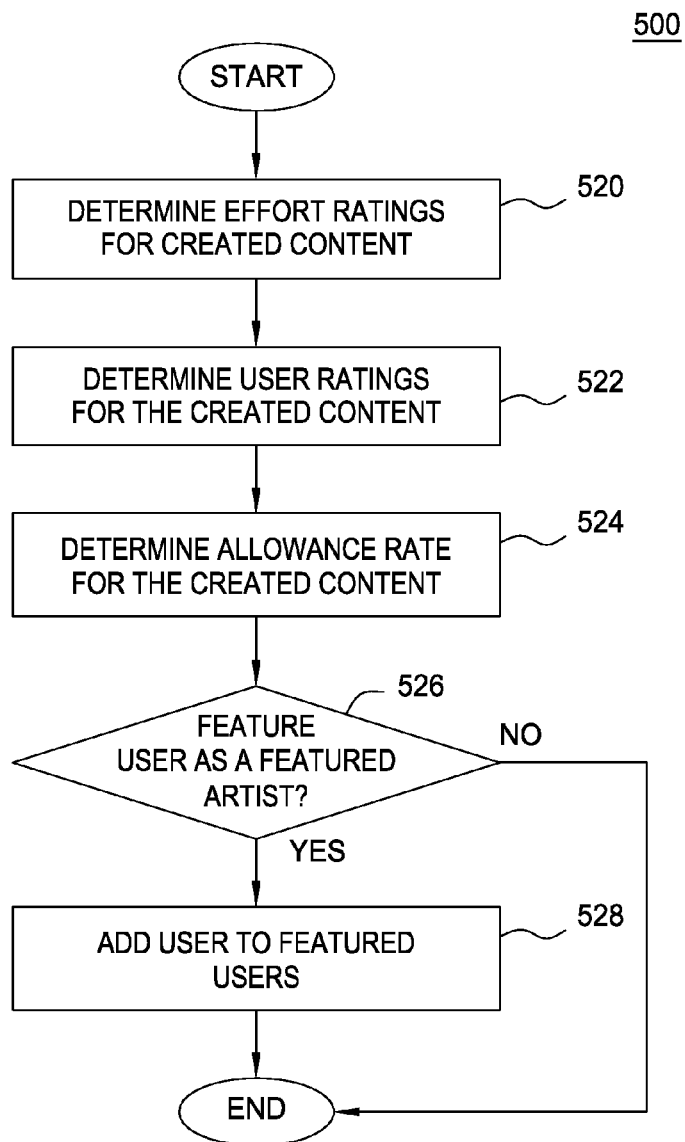 500
START
520
DETERMINE EFFORT RATINGS
FOR CREATED CONTENT
522
DETERMINE USER RATINGS
FOR THE CREATED CONTENT
524
DETERMINE ALLOWANCE RATE
FOR THE CREATED CONTENT
526
FEATURE
USER AS A FEATURED
ARTIST?
NO
YES
528
ADD USER TO FEATURED
USERS
END